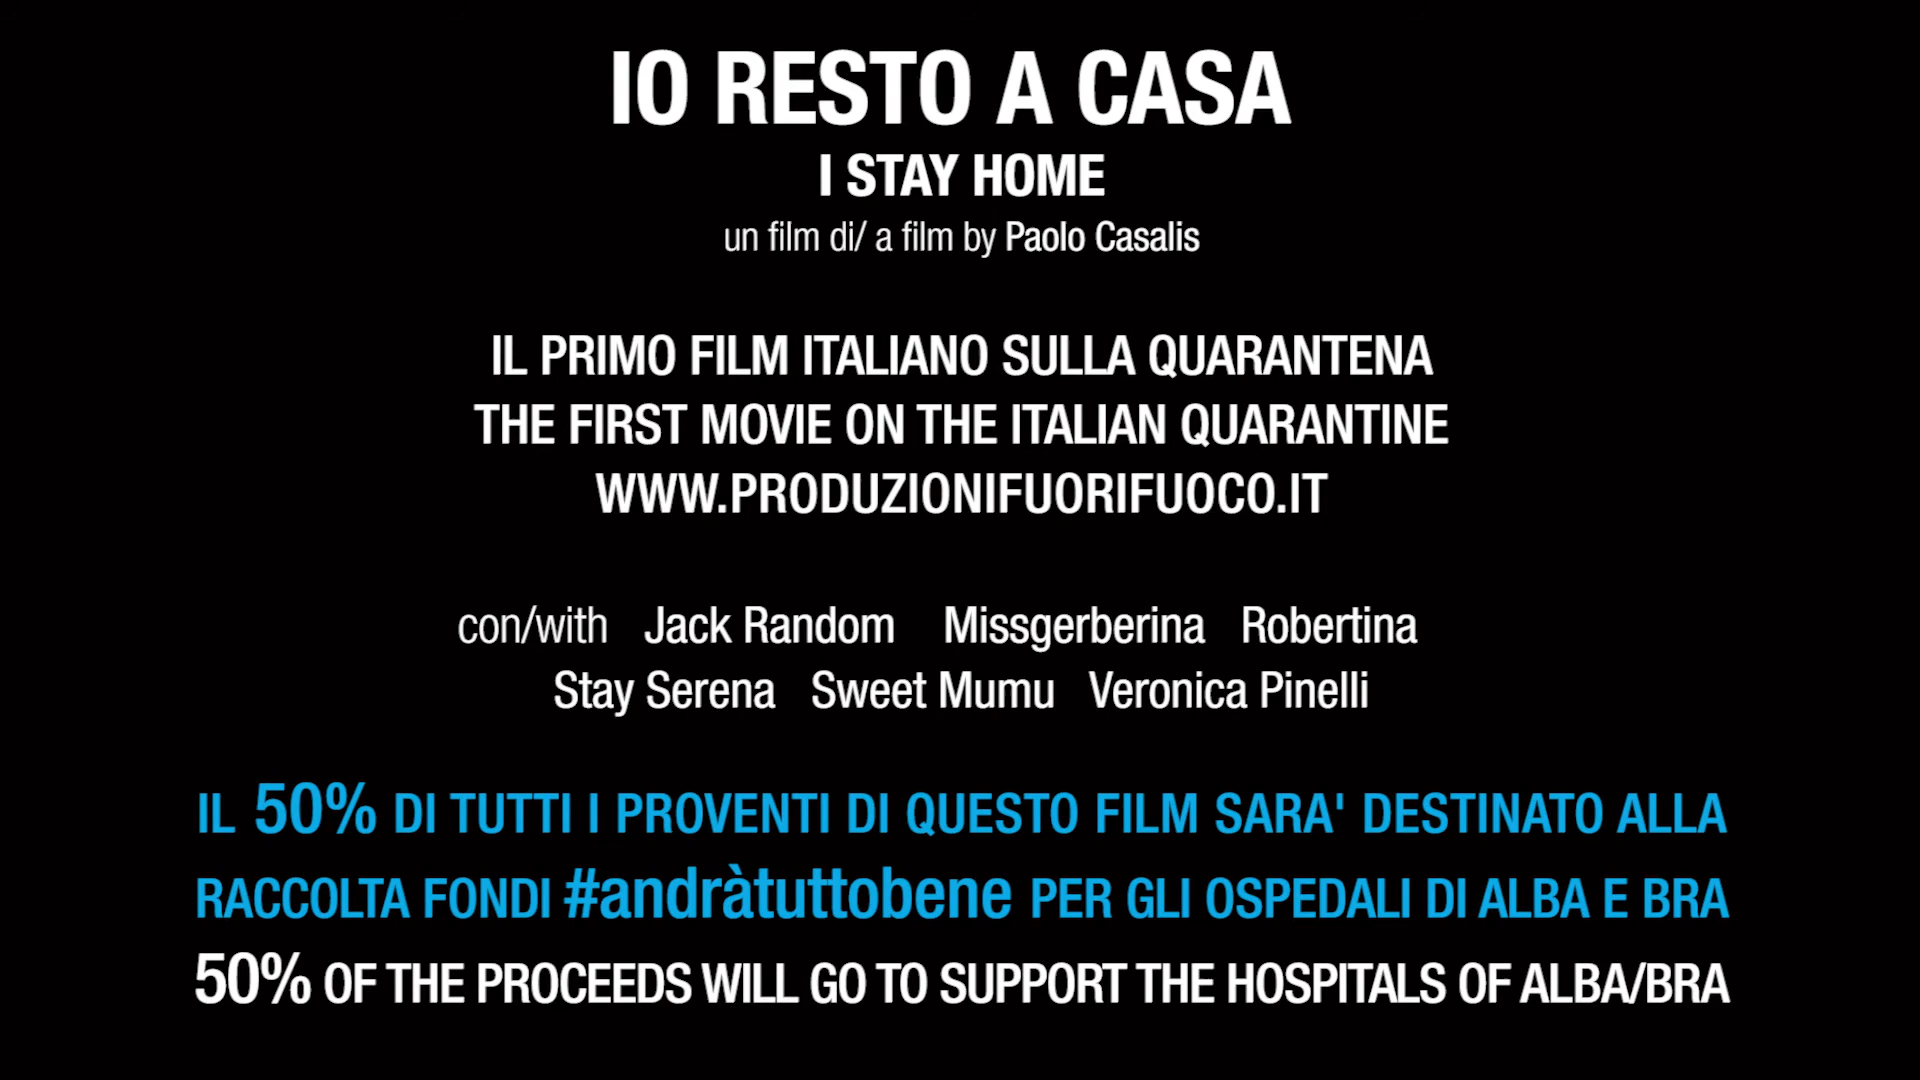 IO RESTO A CASA
I STAY HOME
un film di/ a film by Paolo Casalis
IL PRIMO FILM ITALIANO SULLA QUARANTENA
THE FIRST MOVIE ON THE ITALIAN QUARANTINE
WWW.PRODUZIONIFUORIFUOCO.IT
con/with Jack Random Missgerberina Robertina
Stay Serena Sweet Mumu Veronica Pinelli
IL 50% DI TUTTI I PROVENTI DI QUESTO FILM SARA' DESTINATO ALLA
RACCOLTA FONDI #andràtuttobene PER GLI OSPEDALI DI ALBA E BRA
50% OF THE PROCEEDS WILL GO TO SUPPORT THE HOSPITALS OF ALBA/BRA